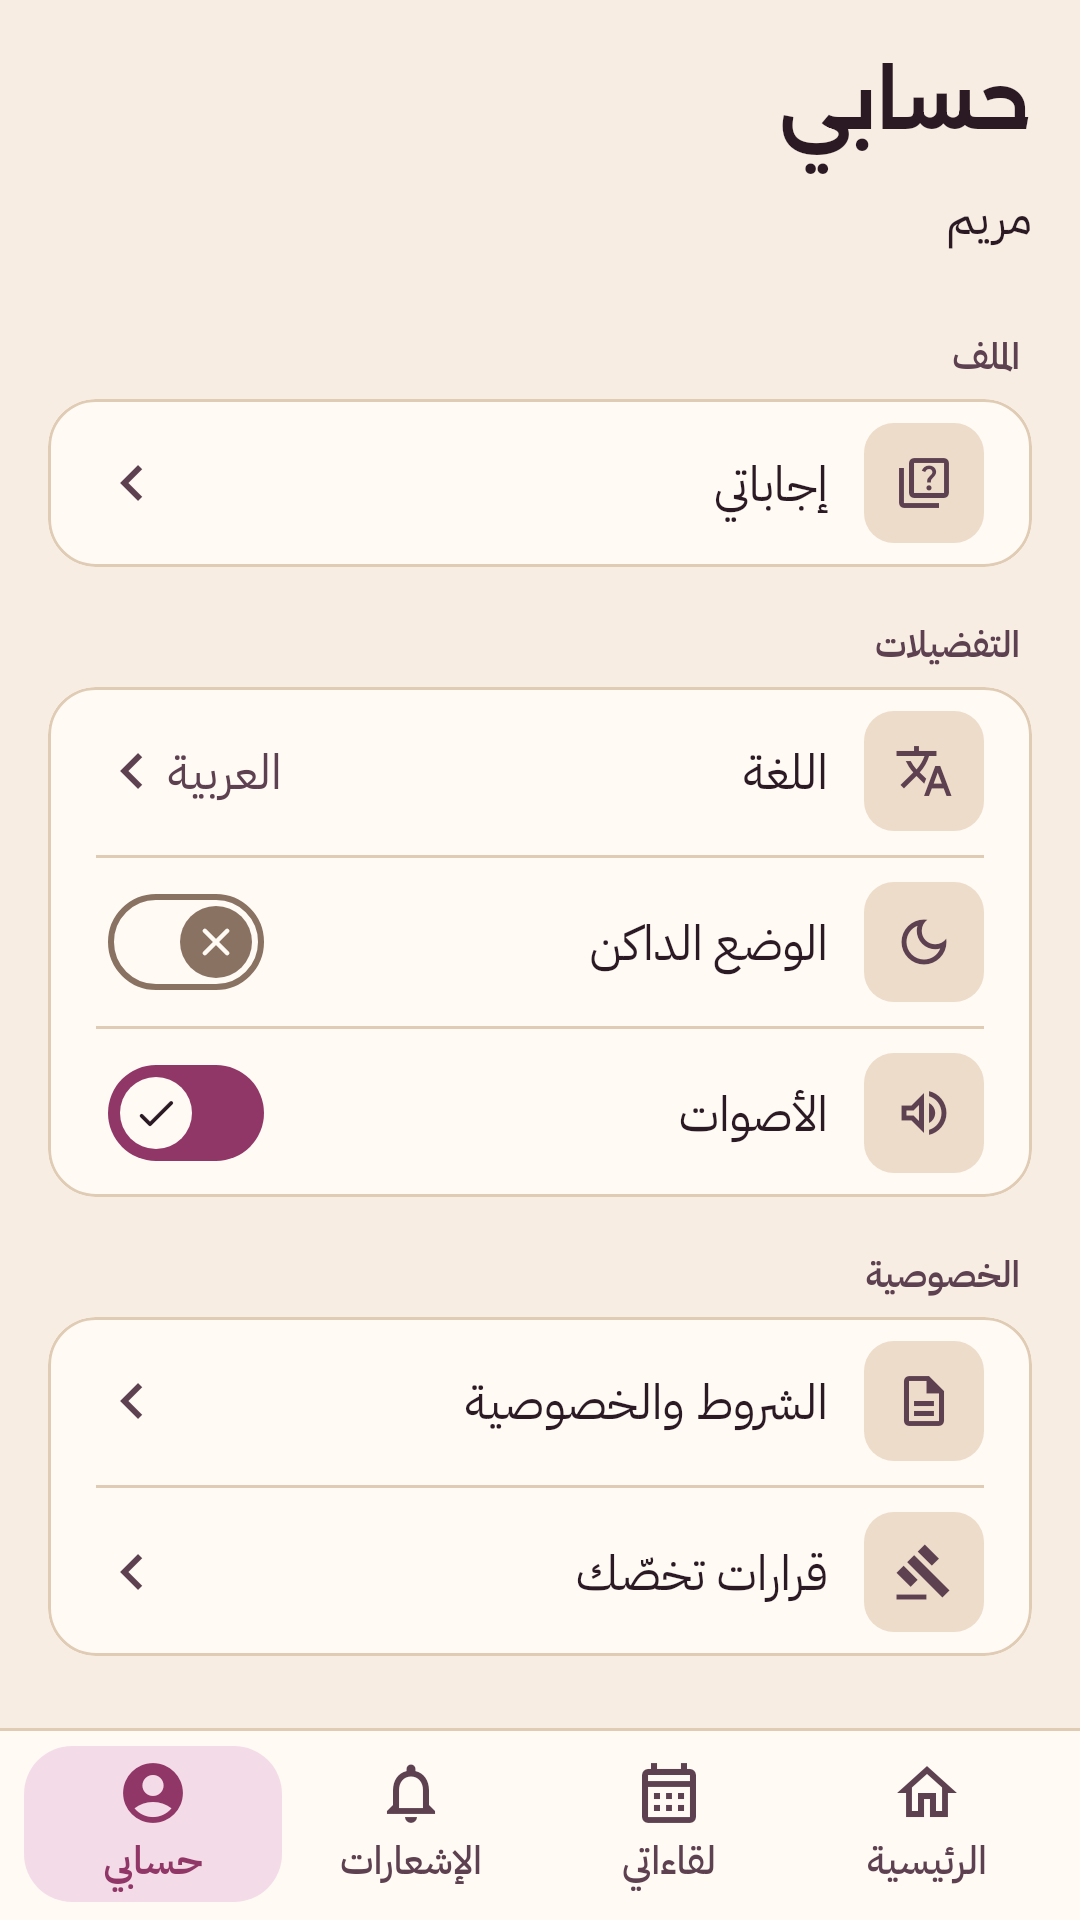 حسابي
مريم
الملف
إجاباتي
التفضيلات
اللغة العربية
الوضع الداكن
الأصوات
الخصوصية
الشروط والخصوصية
قرارات تخصّك
الرئيسية لقاءاتي الإشعارات حسابي